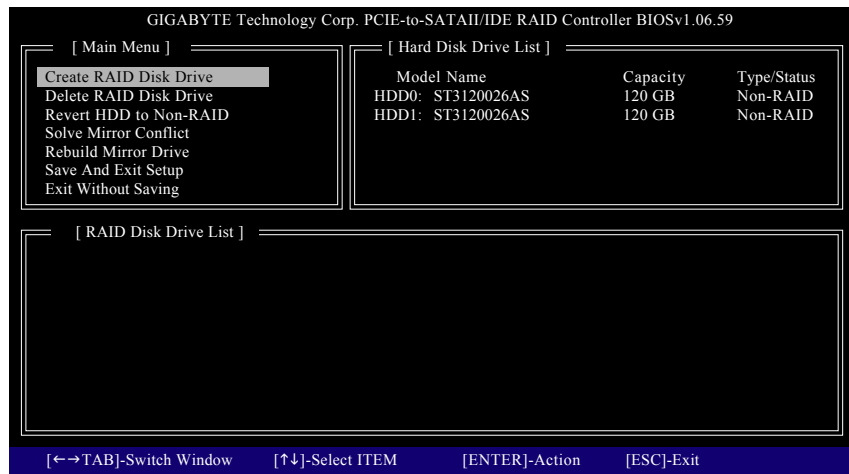 GIGABYTE Technology Corp. PCIE-to-SATAII/IDE RAID Controller BIOSv1.06.59
[ Main Menu ]
Create RAID Disk Drive
Delete RAID Disk Drive
Revert HDD to Non-RAID
Solve Mirror Conflict
Rebuild Mirror Drive
Save And Exit Setup
Exit Without Saving
[ Hard Disk Drive List ]
Model Name Capacity Type/Status
HDD0: ST3120026AS 120 GB Non-RAID
HDD1: ST3120026AS 120 GB Non-RAID
[ RAID Disk Drive List ]
[←→TAB]-Switch Window [↑↓]-Select ITEM [ENTER]-Action [ESC]-Exit